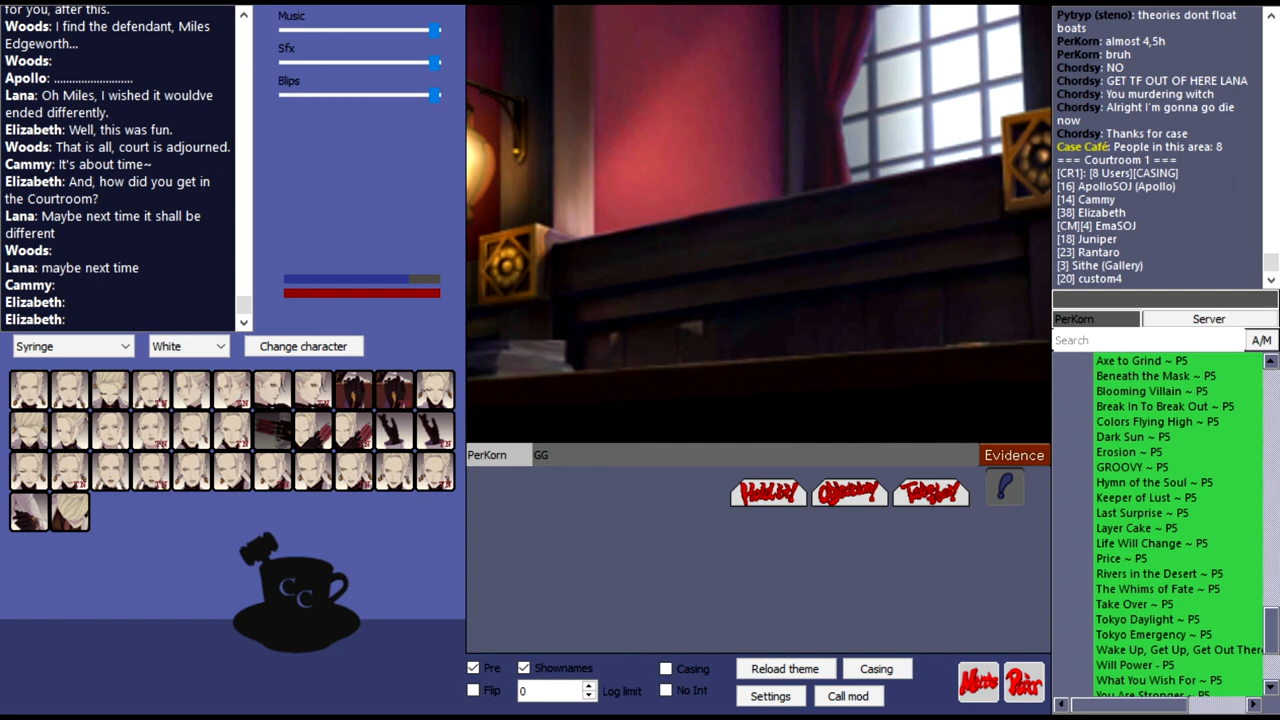 for you, after this.
Woods: I find the defendant, Miles
Edgeworth...
Woods:
Apollo: ..........................
Lana: Oh Miles, I wished it wouldve
ended differently.
Elizabeth: Well, this was fun.
Woods: That is all, court is adjourned.
Cammy: It's about time~
Elizabeth: And, how did you get in
the Courtroom?
Lana: Maybe next time it shall be
different
Woods:
Lana: maybe next time
Cammy:
Elizabeth:
Elizabeth:
Music
Sfx
Blips
Syringe
White
Change character
CC
PerKorn
GG
Evidence
Hold it!
Objection!
Take that!
Pre
Shownames
Casing
Reload theme
Casing
Flip
0
Log limit
No Int
Settings
Call mod
Mute
Pair
Pytryp (steno): theories dont float
boats
PerKorn: almost 4,5h
PerKorn: bruh
Chordsy: NO
Chordsy: GET TF OUT OF HERE LANA
Chordsy: You murdering witch
Chordsy: Alright I'm gonna go die
now
Chordsy: Thanks for case
Case Café: People in this area: 8
=== Courtroom 1 ===
[CR1]: [8 Users][CASING]
[16] ApolloSOJ (Apollo)
[14] Cammy
[38] Elizabeth
[CM][4] EmaSOJ
[18] Juniper
[23] Rantaro
[3] Sithe (Gallery)
[20] custom4
PerKorn
Server
Search
A/M
Axe to Grind ~ P5
Beneath the Mask ~ P5
Blooming Villain ~ P5
Break In To Break Out ~ P5
Colors Flying High ~ P5
Dark Sun ~ P5
Erosion ~ P5
GROOVY ~ P5
Hymn of the Soul ~ P5
Keeper of Lust ~ P5
Last Surprise ~ P5
Layer Cake ~ P5
Life Will Change ~ P5
Price ~ P5
Rivers in the Desert ~ P5
The Whims of Fate ~ P5
Take Over ~ P5
Tokyo Daylight ~ P5
Tokyo Emergency ~ P5
Wake Up, Get Up, Get Out There
Will Power - P5
What You Wish For ~ P5
You Are Stronger ~ P5